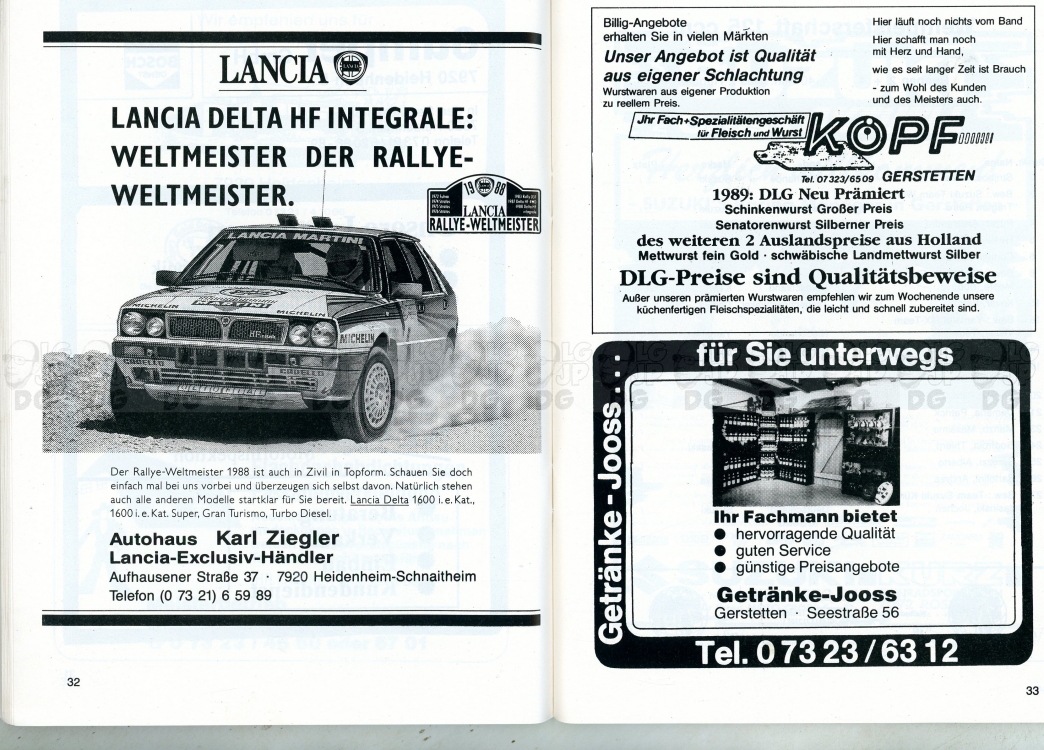 LANCIA
LANCIA DELTA HF INTEGRALE:
WELTMEISTER DER RALLYE-
WELTMEISTER.
1988
LANCIA
RALLYE-WELTMEISTER
LANCIA MARTINI
MICHELIN
MICHELIN
MICHELIN
Der Rallye-Weltmeister 1988 ist auch in Zivil in Topform. Schauen Sie doch
einfach mal bei uns vorbei und überzeugen sich selbst davon. Natürlich stehen
auch alle anderen Modelle startklar für Sie bereit. Lancia Delta 1600 i. e. Kat.,
1600 i. e. Kat. Super, Gran Turismo, Turbo Diesel.
Autohaus Karl Ziegler
Lancia-Exclusiv-Händler
Aufhausener Straße 37 · 7920 Heidenheim-Schnaitheim
Telefon (0 73 21) 6 59 89
32
Billig-Angebote
erhalten Sie in vielen Märkten
Unser Angebot ist Qualität
aus eigener Schlachtung
Wurstwaren aus eigener Produktion
zu reellem Preis.
Hier läuft noch nichts vom Band
Hier schafft man noch
mit Herz und Hand,
wie es seit langer Zeit ist Brauch
- zum Wohl des Kunden
und des Meisters auch.
Jhr Fach+Spezialitätengeschäft
für Fleisch und Wurst
KOPF
Tel. 07323/6509 GERSTETTEN
1989: DLG Neu Prämiert
Schinkenwurst Großer Preis
Senatorenwurst Silberner Preis
des weiteren 2 Auslandspreise aus Holland
Mettwurst fein Gold · schwäbische Landmettwurst Silber
DLG-Preise sind Qualitätsbeweise
Außer unseren prämierten Wurstwaren empfehlen wir zum Wochenende unsere
küchenfertigen Fleischspezialitäten, die leicht und schnell zubereitet sind.
für Sie unterwegs
Getränke-Jooss . . . .
Ihr Fachmann bietet
● hervorragende Qualität
● guten Service
● günstige Preisangebote
Getränke-Jooss
Gerstetten · Seestraße 56
Tel. 0 73 23 / 63 12
33